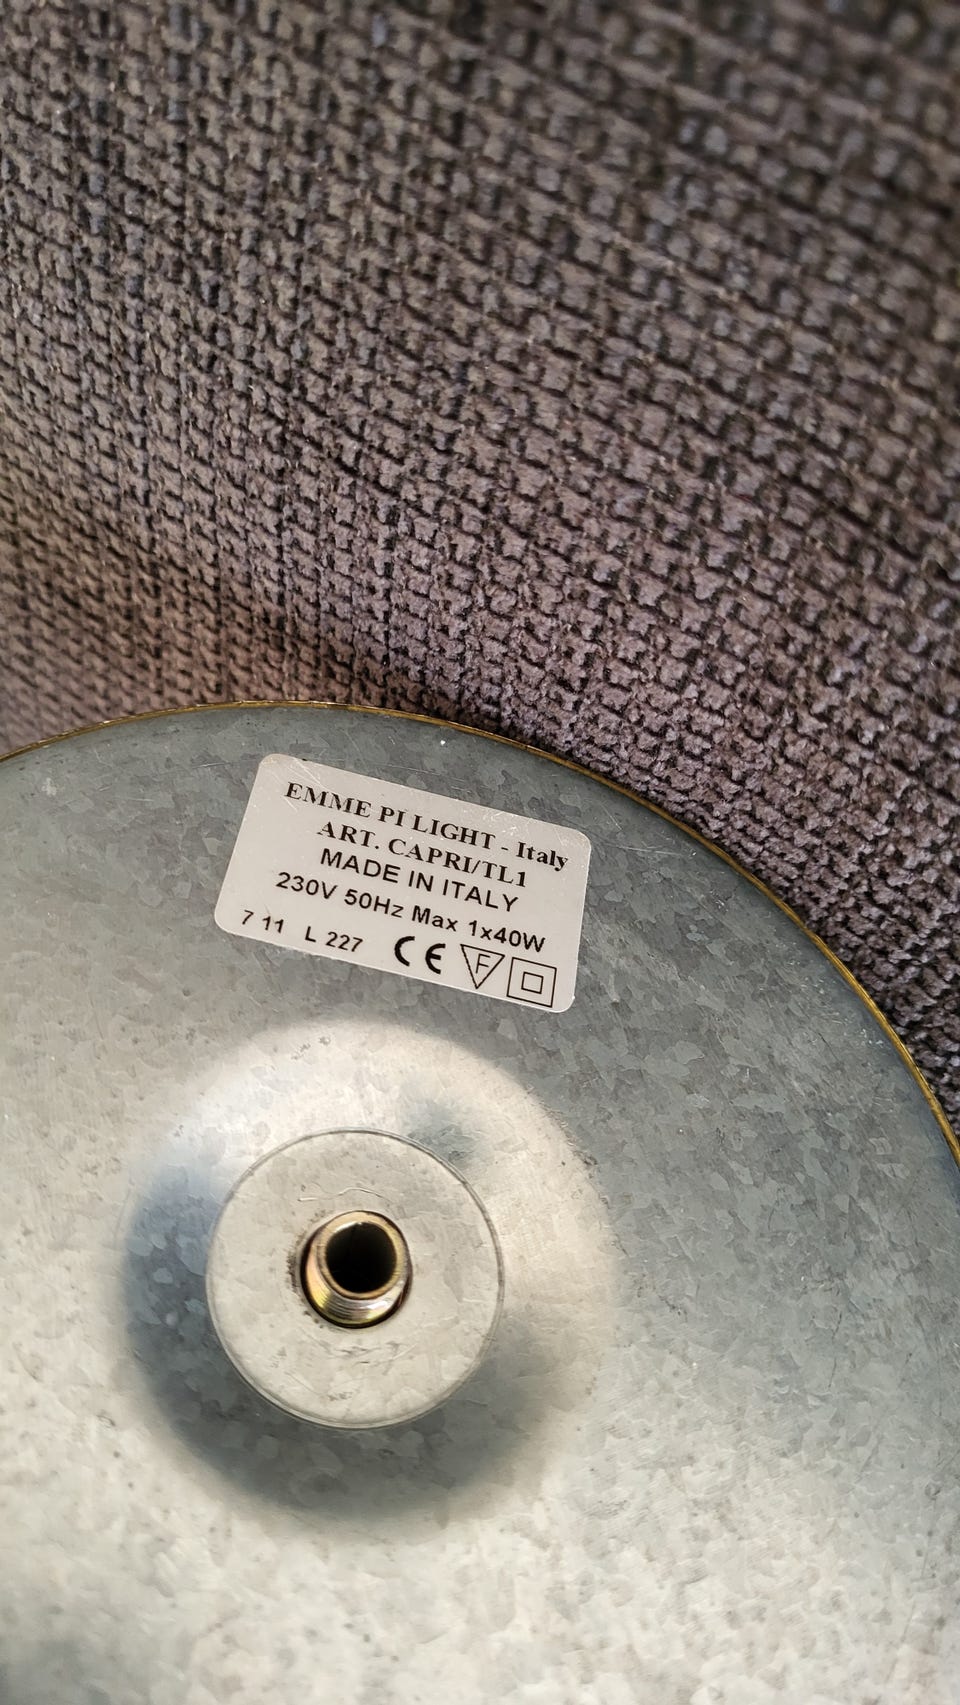 EMME PI LIGHT - Italy
ART. CAPRI/TL1
MADE IN ITALY
230V 50Hz Max 1x40W
7 11 L 227 CE F